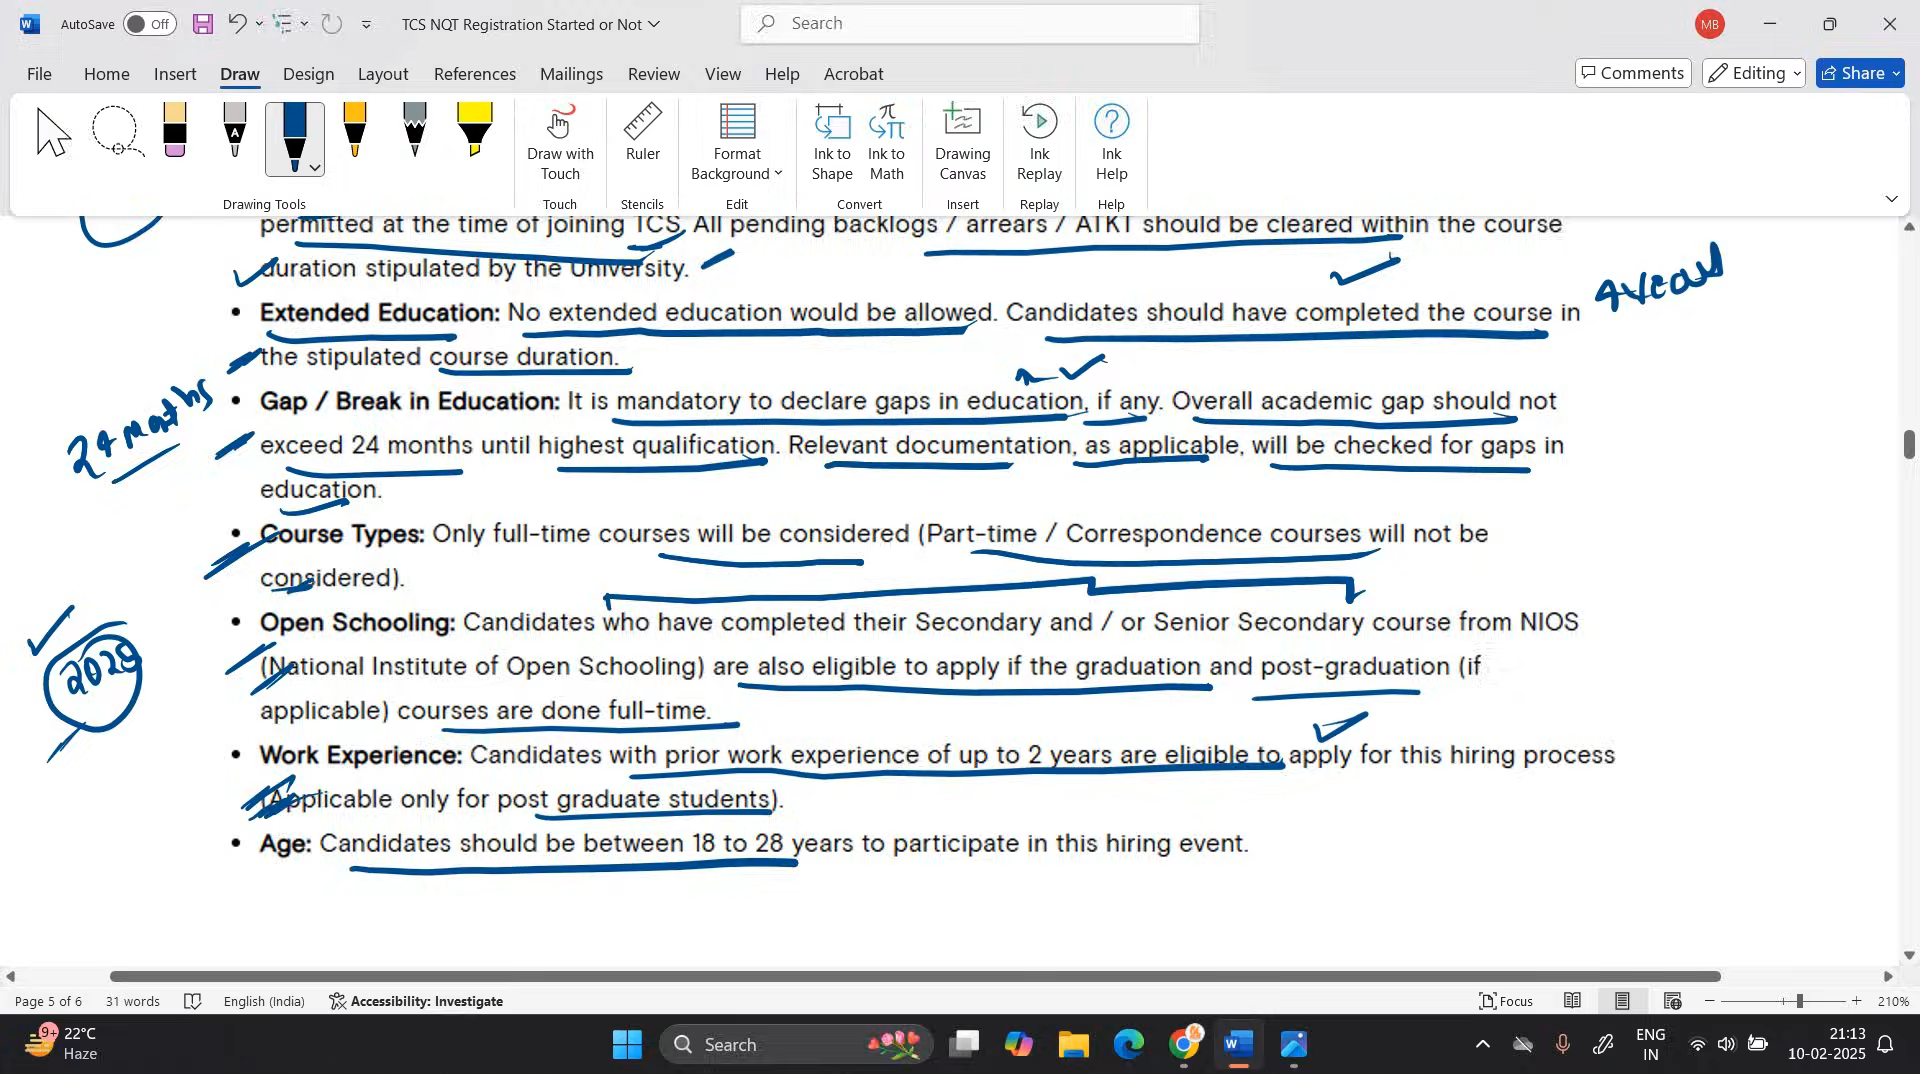 AutoSave Off TCS NQT Registration Started or Not Search MB
File Home Insert Draw Design Layout References Mailings Review View Help Acrobat Comments Editing Share
A
Draw with Touch Ruler Format Background Ink to Shape Ink to Math Drawing Canvas Ink Replay Ink Help
Drawing Tools Touch Stencils Edit Convert Insert Replay Help
permitted at the time of joining TCS. All pending backlogs / arrears / ATKT should be cleared within the course
duration stipulated by the University.
4 years
• Extended Education: No extended education would be allowed. Candidates should have completed the course in
the stipulated course duration.
24 months
• Gap / Break in Education: It is mandatory to declare gaps in education, if any. Overall academic gap should not
exceed 24 months until highest qualification. Relevant documentation, as applicable, will be checked for gaps in
education.
• Course Types: Only full-time courses will be considered (Part-time / Correspondence courses will not be
considered).
• Open Schooling: Candidates who have completed their Secondary and / or Senior Secondary course from NIOS
(National Institute of Open Schooling) are also eligible to apply if the graduation and post-graduation (if
applicable) courses are done full-time.
• Work Experience: Candidates with prior work experience of up to 2 years are eligible to apply for this hiring process
(Applicable only for post graduate students).
• Age: Candidates should be between 18 to 28 years to participate in this hiring event.
Page 5 of 6 31 words English (India) Accessibility: Investigate Focus 210%
9+ 22°C Search ENG 21:13
Haze IN 10-02-2025